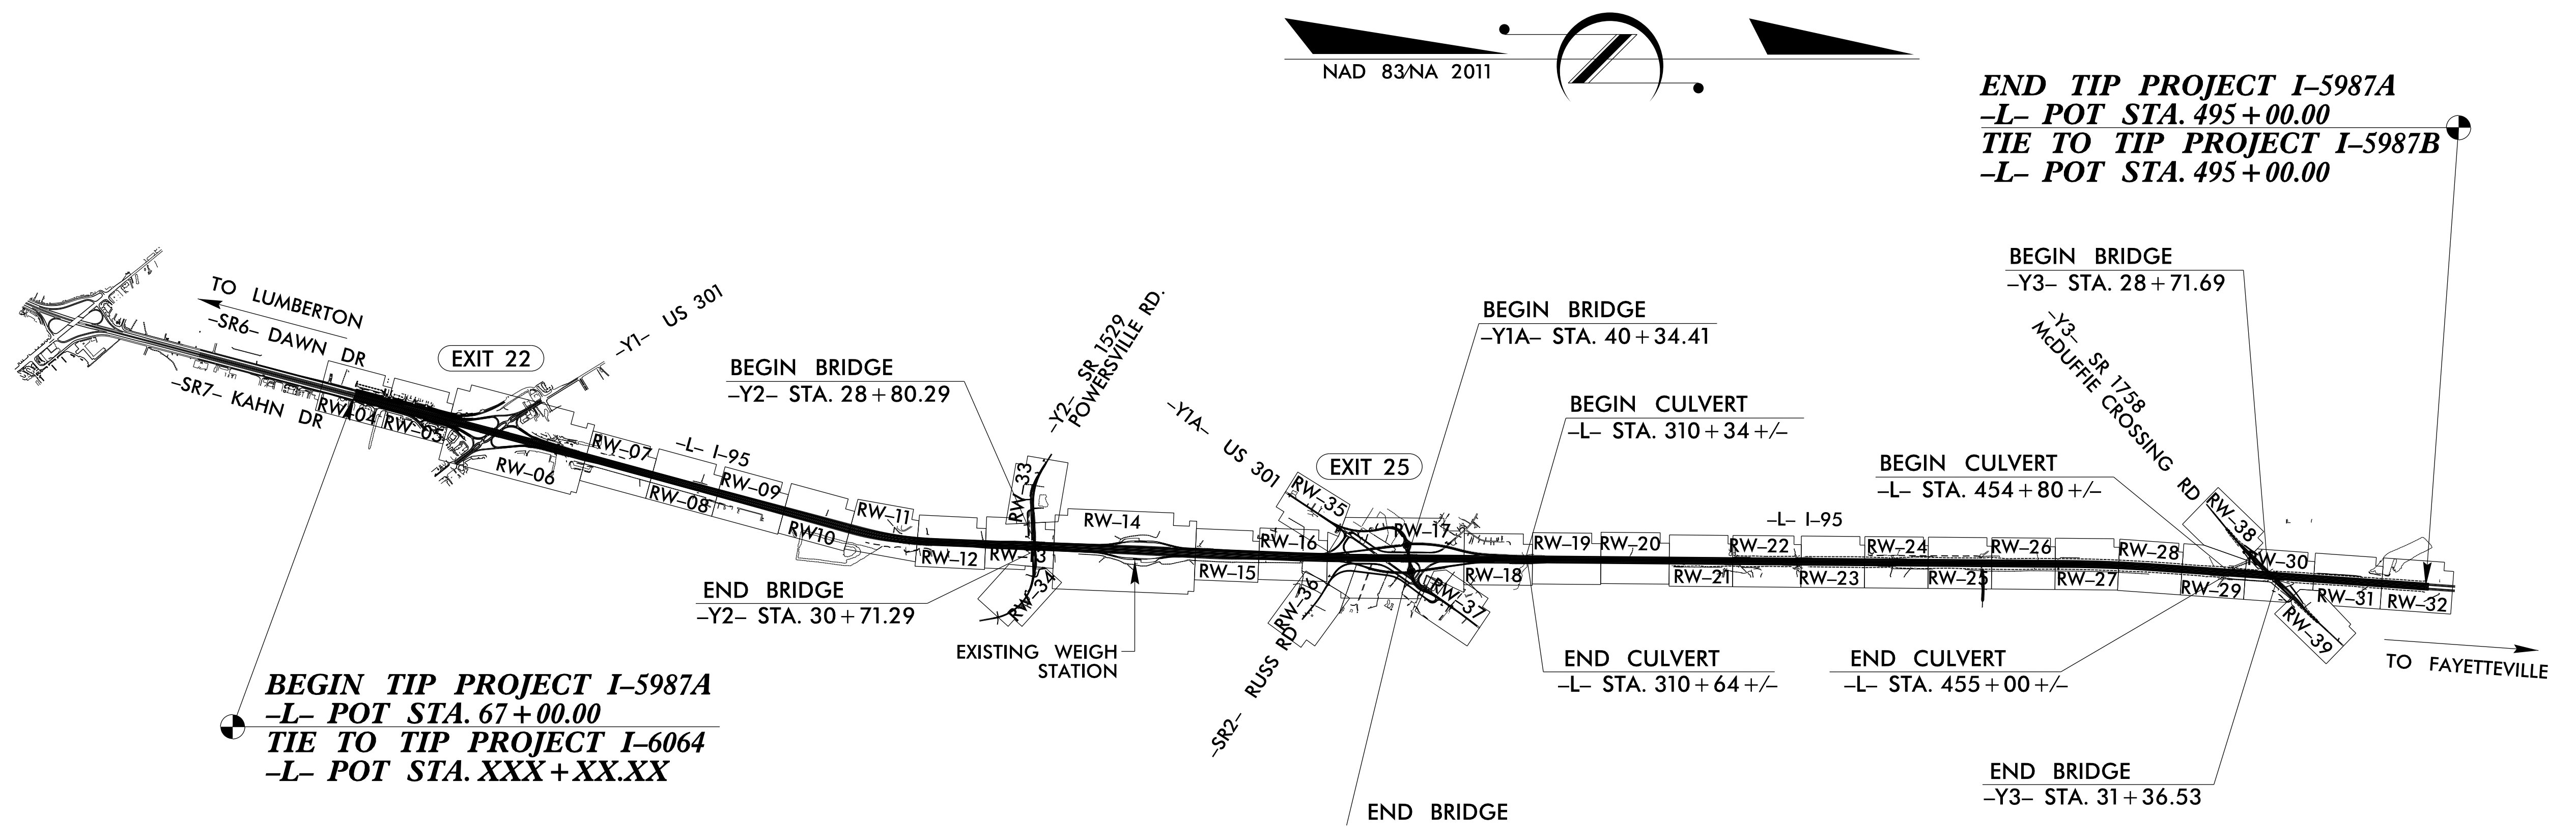 NAD 83/NA 2011
END TIP PROJECT I–5987A
–L– POT STA. 495+00.00
TIE TO TIP PROJECT I–5987B
–L– POT STA. 495+00.00
TO LUMBERTON
–SR6– DAWN DR
–SR7– KAHN DR
EXIT 22
–Y1– US 301
BEGIN BRIDGE
–Y2– STA. 28+80.29
–Y2– SR 1529
POWERSVILLE RD.
–Y1A– US 301
EXIT 25
BEGIN BRIDGE
–Y1A– STA. 40+34.41
BEGIN CULVERT
–L– STA. 310+34 +/–
BEGIN CULVERT
–L– STA. 454+80 +/–
BEGIN BRIDGE
–Y3– STA. 28+71.69
–Y3– SR 1758
McDUFFIE CROSSING RD
–L– I–95
–L– I–95
RW–04
RW–05
RW–06
RW–07
RW–08
RW–09
RW10
RW–11
RW–12
RW–13
RW–14
RW–15
RW–16
RW–17
RW–18
RW–19
RW–20
RW–21
RW–22
RW–23
RW–24
RW–25
RW–26
RW–27
RW–28
RW–29
RW–30
RW–31
RW–32
RW–33
RW–34
RW–35
RW–36
RW–37
RW–38
RW–39
END BRIDGE
–Y2– STA. 30+71.29
EXISTING WEIGH
STATION
–SR2– RUSS RD
END CULVERT
–L– STA. 310+64 +/–
END CULVERT
–L– STA. 455+00 +/–
TO FAYETTEVILLE
BEGIN TIP PROJECT I–5987A
–L– POT STA. 67+00.00
TIE TO TIP PROJECT I–6064
–L– POT STA. XXX+XX.XX
END BRIDGE
–Y3– STA. 31+36.53
END BRIDGE